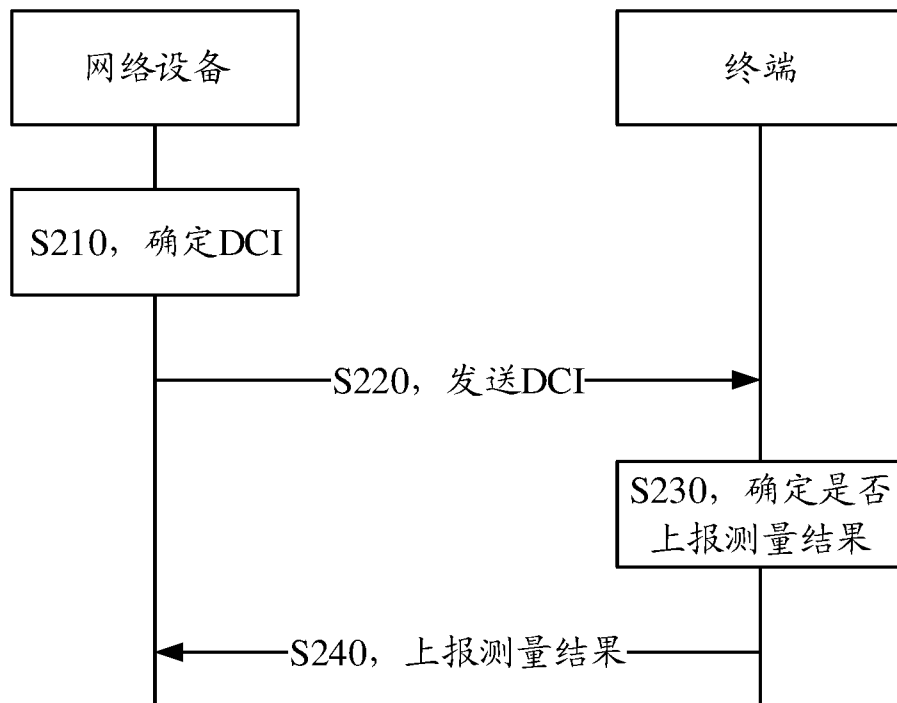 网络设备
终端
S210，确定DCI
S220，发送DCI
S230，确定是否
上报测量结果
S240，上报测量结果